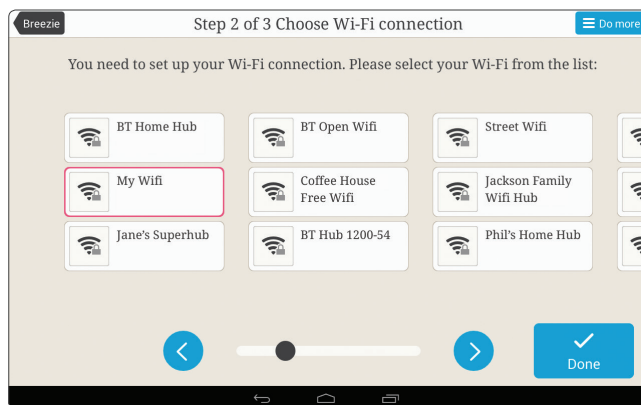 Breezie
Step 2 of 3 Choose Wi-Fi connection
Do more
You need to set up your Wi-Fi connection. Please select your Wi-Fi from the list:
BT Home Hub
BT Open Wifi
Street Wifi
My Wifi
Coffee House
Free Wifi
Jackson Family
Wifi Hub
Jane’s Superhub
BT Hub 1200-54
Phil’s Home Hub
Done